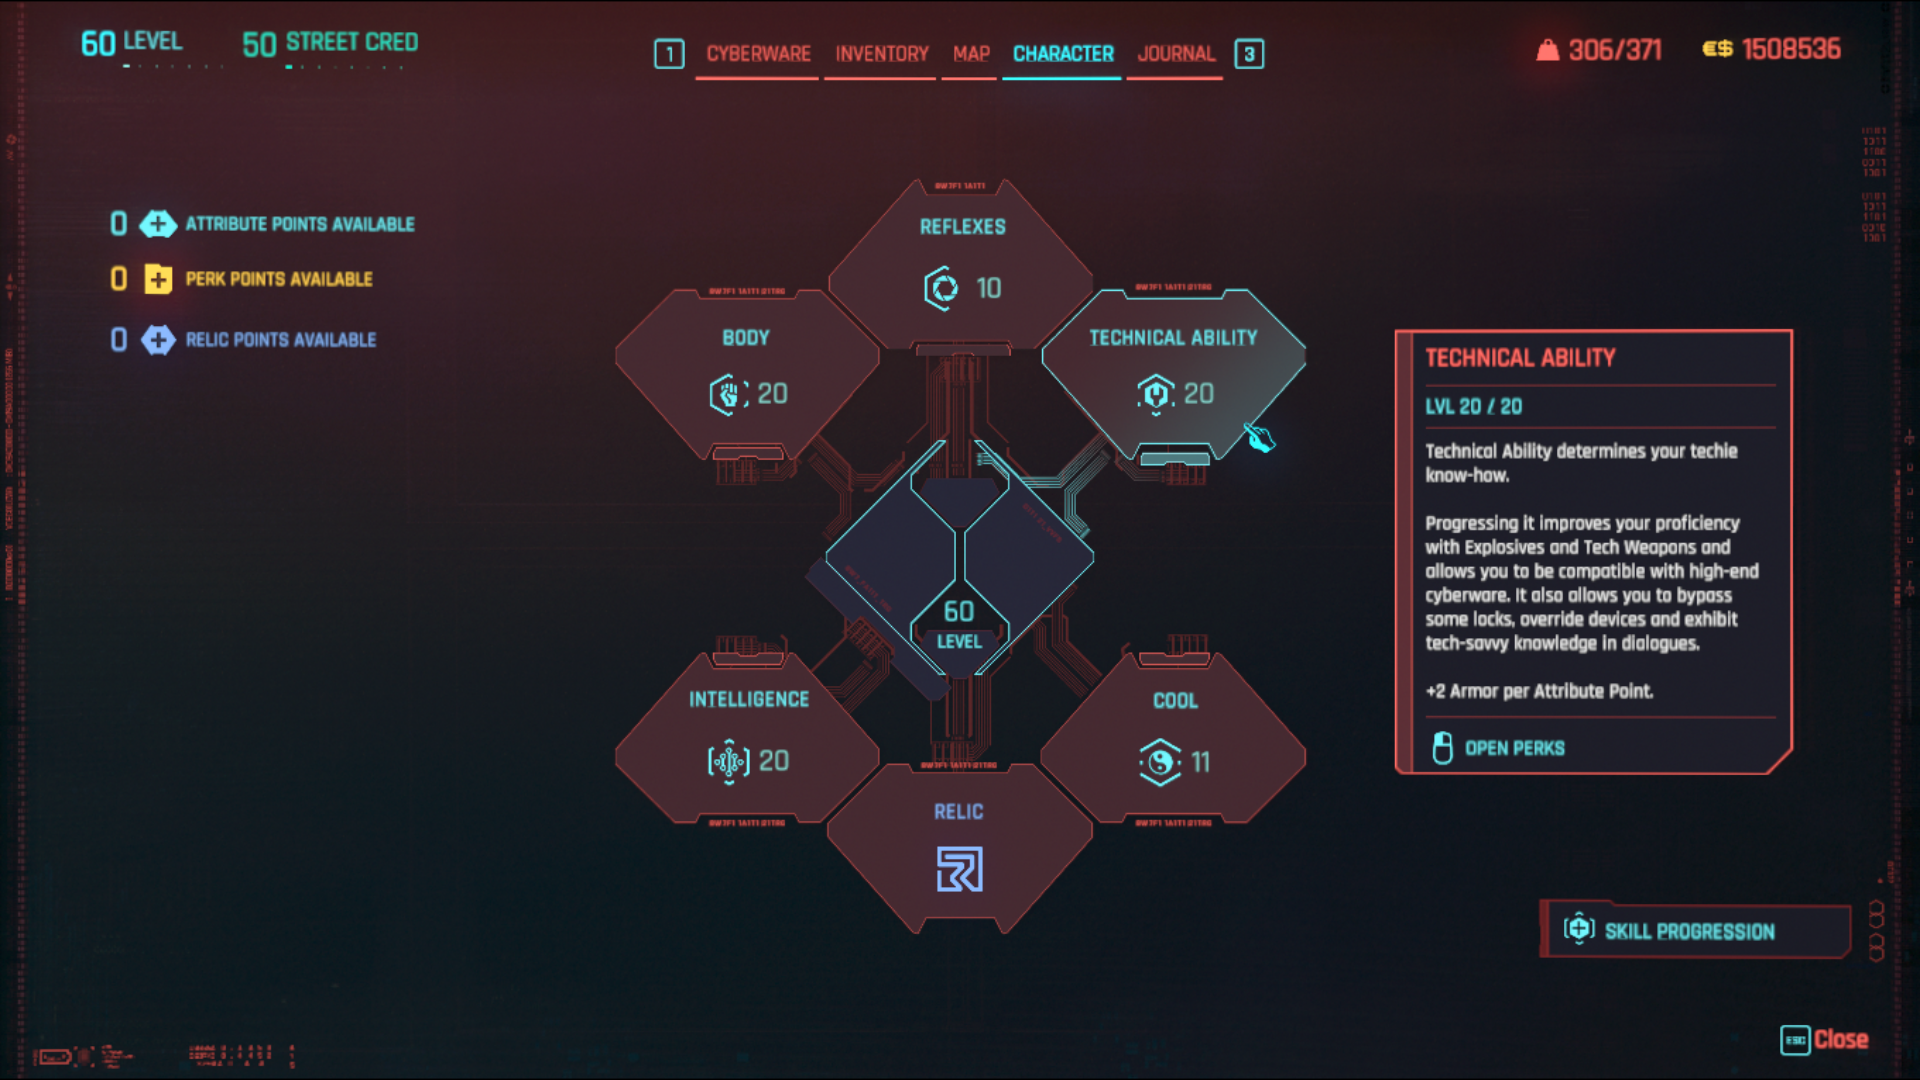 60 LEVEL
50 STREET CRED
1 CYBERWARE INVENTORY MAP CHARACTER JOURNAL 3
306/371
€$ 1508536
0 ATTRIBUTE POINTS AVAILABLE
0 PERK POINTS AVAILABLE
0 RELIC POINTS AVAILABLE
REFLEXES
10
BODY
20
TECHNICAL ABILITY
20
60
LEVEL
INTELLIGENCE
20
COOL
11
RELIC
TECHNICAL ABILITY
LVL 20 / 20
Technical Ability determines your techie
know-how.
Progressing it improves your proficiency
with Explosives and Tech Weapons and
allows you to be compatible with high-end
cyberware. It also allows you to bypass
some locks, override devices and exhibit
tech-savvy knowledge in dialogues.
+2 Armor per Attribute Point.
OPEN PERKS
SKILL PROGRESSION
ESC Close